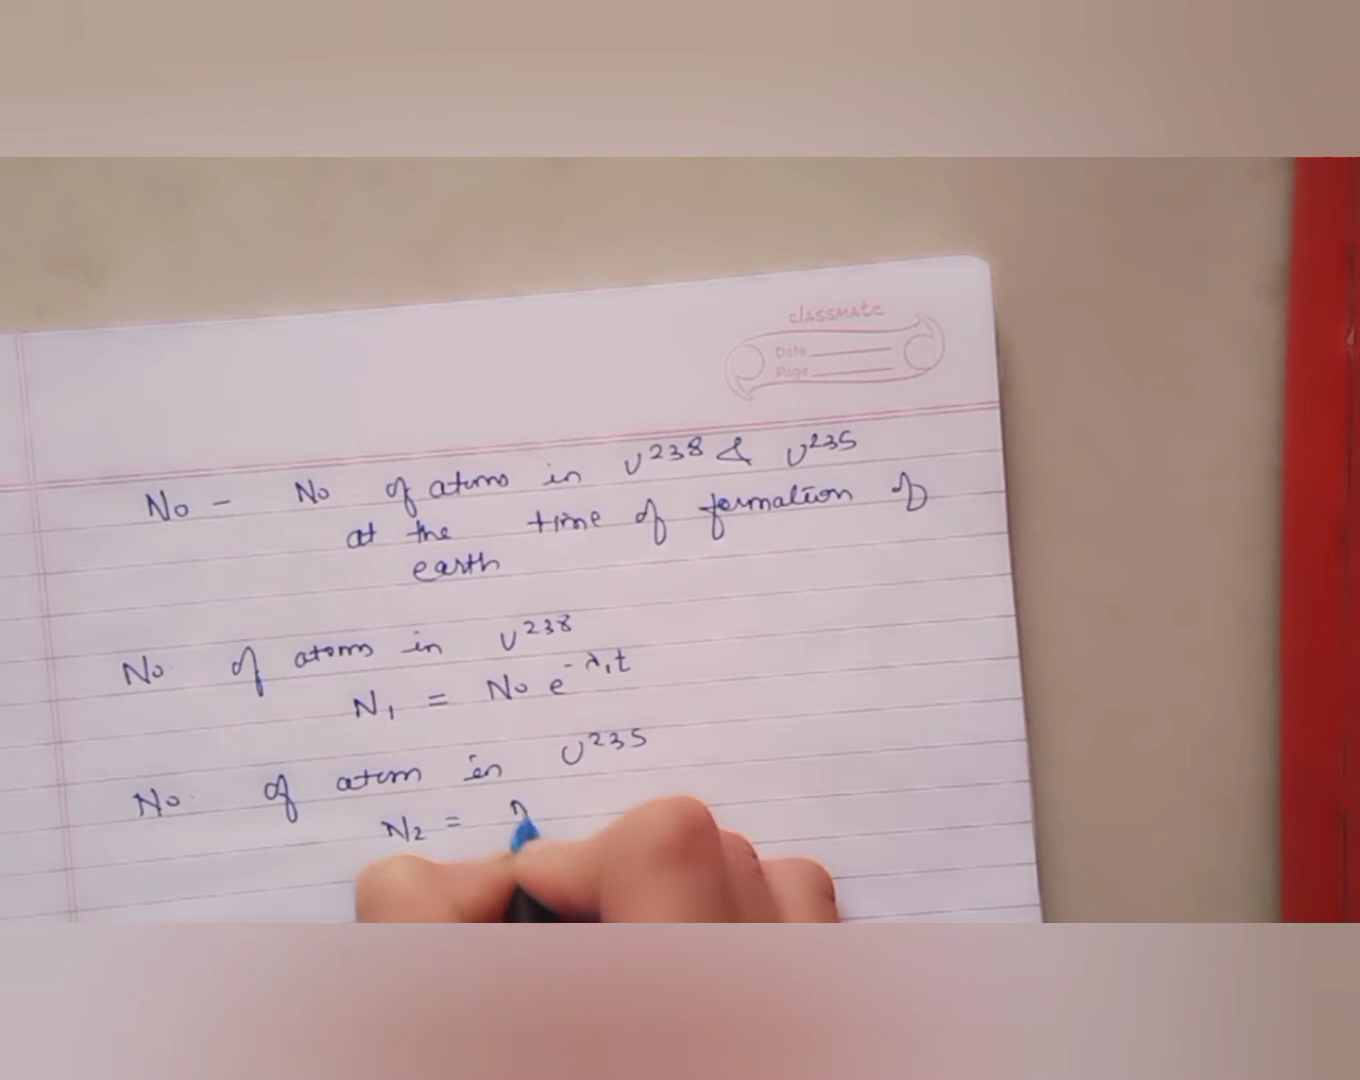 classmate
Date
Page
No - No of atoms in U²³⁸ & U²³⁵
at the time of formation of
earth
No. of atoms in U²³⁸
N₁ = No e^-λ₁t
No. of atom in U²³⁵
N₂ =